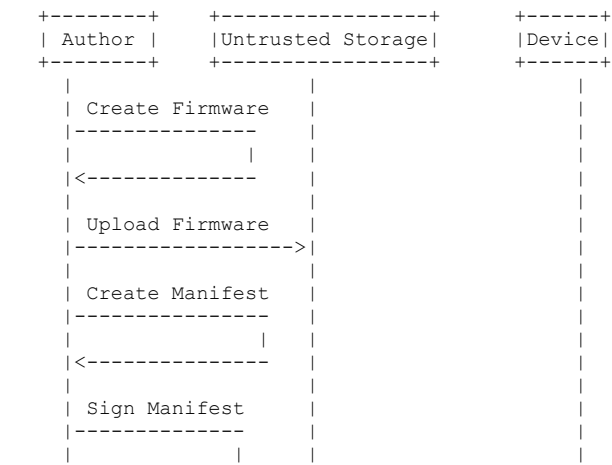 Author Untrusted Storage Device
Create Firmware
Upload Firmware
Create Manifest
Sign Manifest